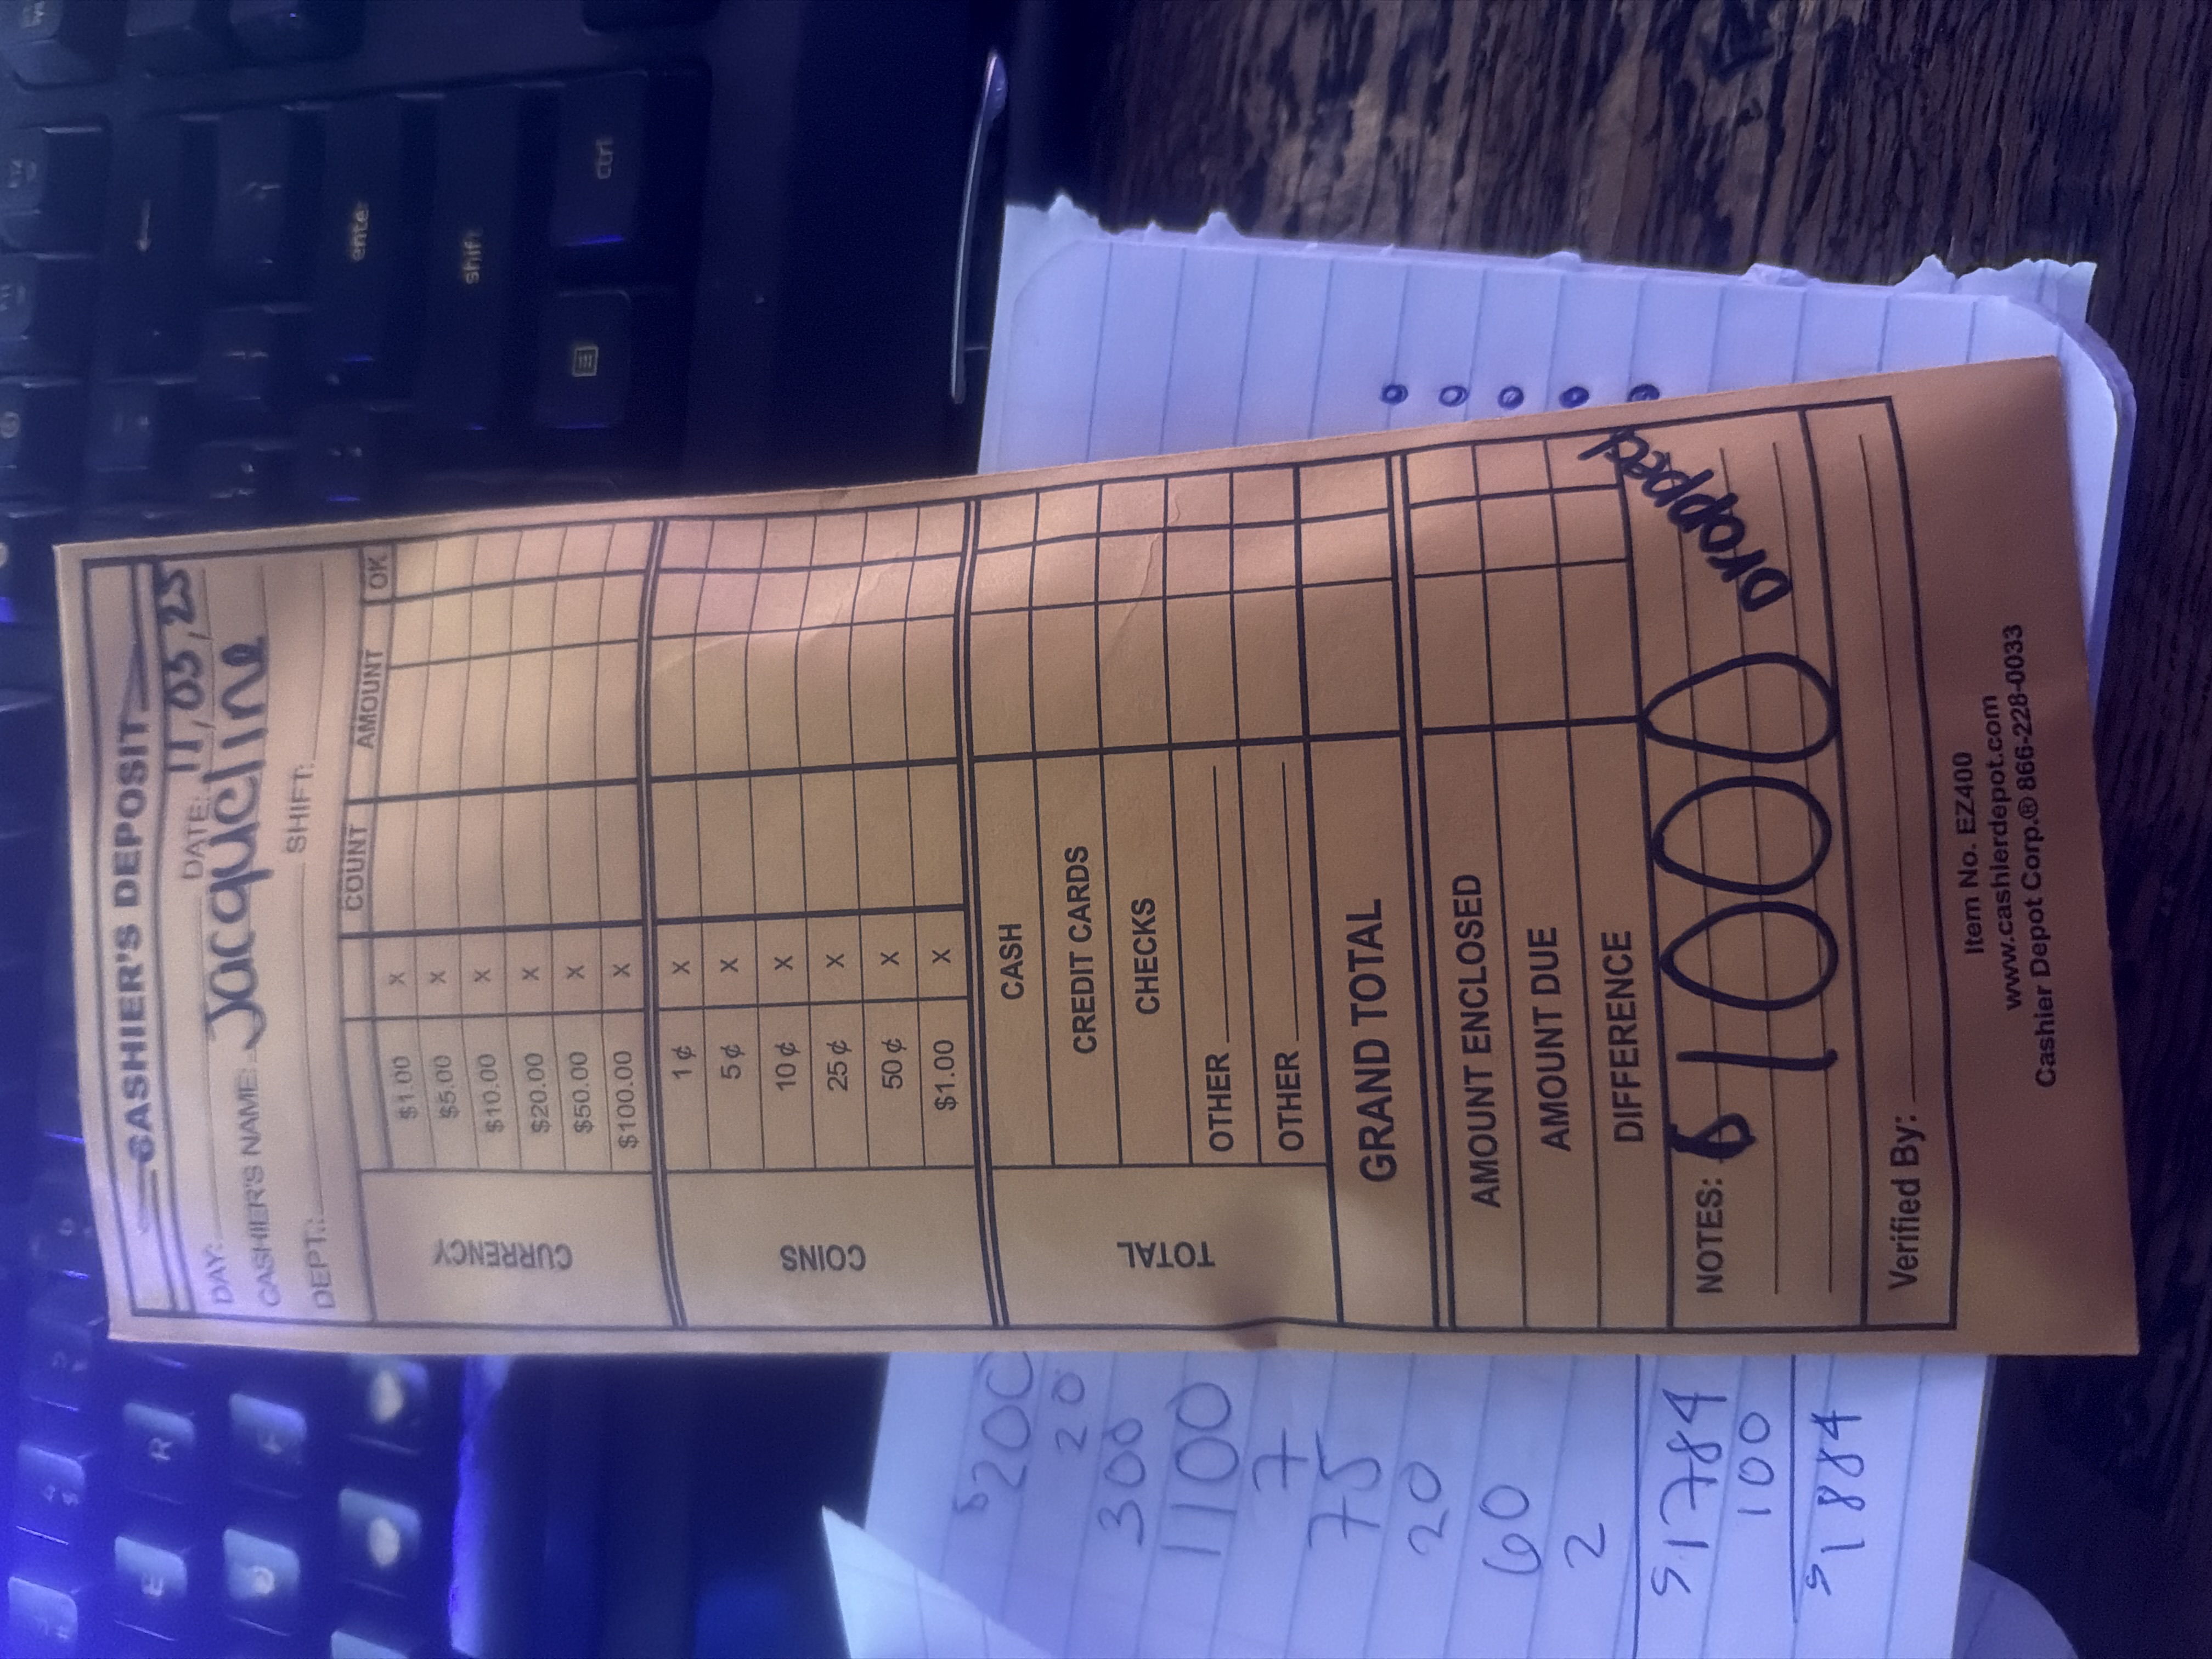 CASHIER'S DEPOSIT
DAY: DATE: 11,03,25
CASHIER'S NAME: Jacqueline
DEPT.: SHIFT:
COUNT AMOUNT OK
CURRENCY
$1.00 X
$5.00 X
$10.00 X
$20.00 X
$50.00 X
$100.00 X
COINS
1¢ X
5¢ X
10¢ X
25¢ X
50¢ X
$1.00 X
TOTAL
CASH
CREDIT CARDS
CHECKS
OTHER
OTHER
GRAND TOTAL
AMOUNT ENCLOSED
AMOUNT DUE
DIFFERENCE
NOTES: $ 1000 Dropped
Verified By:
Item No. EZ400
www.cashierdepot.com
Cashier Depot Corp.® 866-228-0033
$200
20
300
1100
7
75
20
60
2
$1784
100
$1884
enter
shift
ctrl
R
E